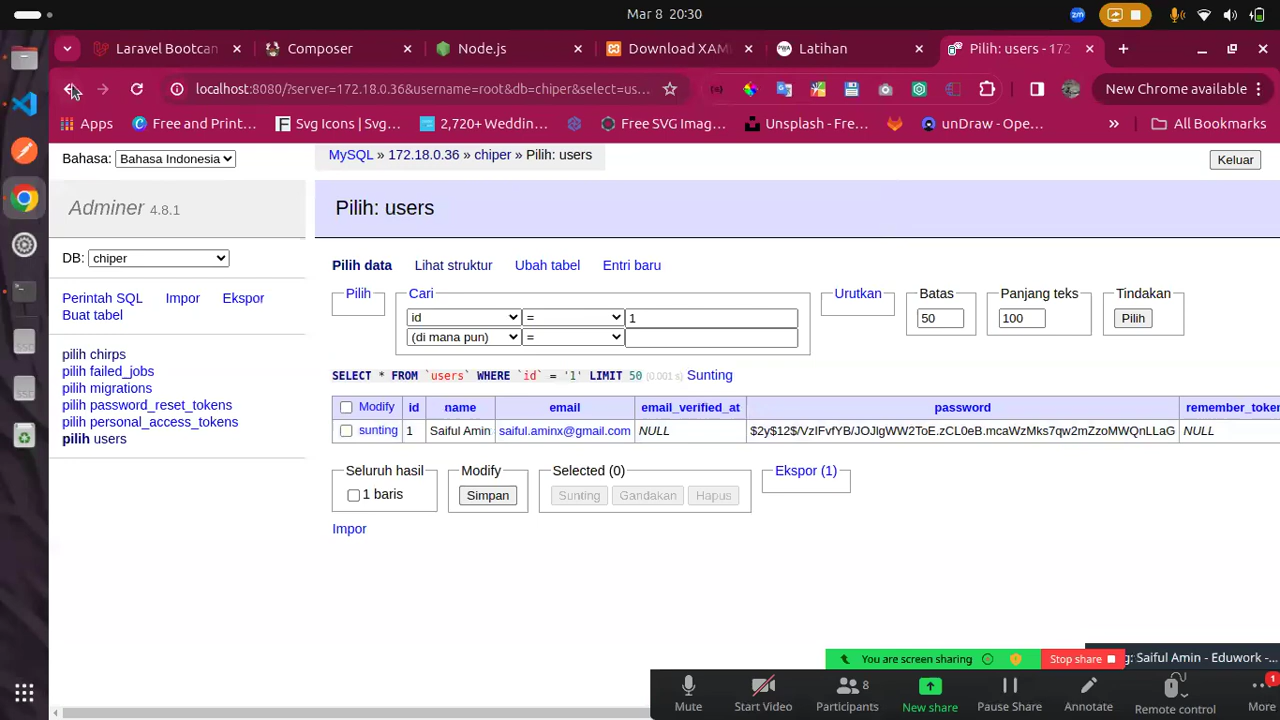 Mar 8 20:30
Laravel Bootcam
Composer
Node.js
Download XAM
Latihan
Pilih: users - 172
localhost:8080/?server=172.18.0.36&username=root&db=chiper&select=us...
New Chrome available
Apps
Free and Print...
Svg Icons | Svg...
2,720+ Weddin...
Free SVG Imag...
Unsplash - Fre...
unDraw - Ope...
»
All Bookmarks
Bahasa: Bahasa Indonesia
MySQL » 172.18.0.36 » chiper » Pilih: users
Keluar
Adminer 4.8.1
Pilih: users
DB: chiper
Pilih data Lihat struktur Ubah tabel Entri baru
Perintah SQL Impor Ekspor
Buat tabel
Pilih
Cari
Urutkan
Batas
Panjang teks
Tindakan
id = 1
50
100
Pilih
(di mana pun) =
pilih chirps
pilih failed_jobs
pilih migrations
pilih password_reset_tokens
pilih personal_access_tokens
pilih users
SELECT * FROM `users` WHERE `id` = '1' LIMIT 50 (0.001 s) Sunting
Modify id name email email_verified_at password remember_token
sunting 1 Saiful Amin saiful.aminx@gmail.com NULL $2y$12$/VzIFvfYB/JOJlgWW2ToE.zCL0eB.mcaWzMks7qw2mZzoMWQnLLaG NULL
Seluruh hasil
1 baris
Modify
Simpan
Selected (0)
Sunting Gandakan Hapus
Ekspor (1)
Impor
You are screen sharing
Stop share
g: Saiful Amin - Eduwork -...
Mute
Start Video
8
Participants
New share
Pause Share
Annotate
Remote control
1
More